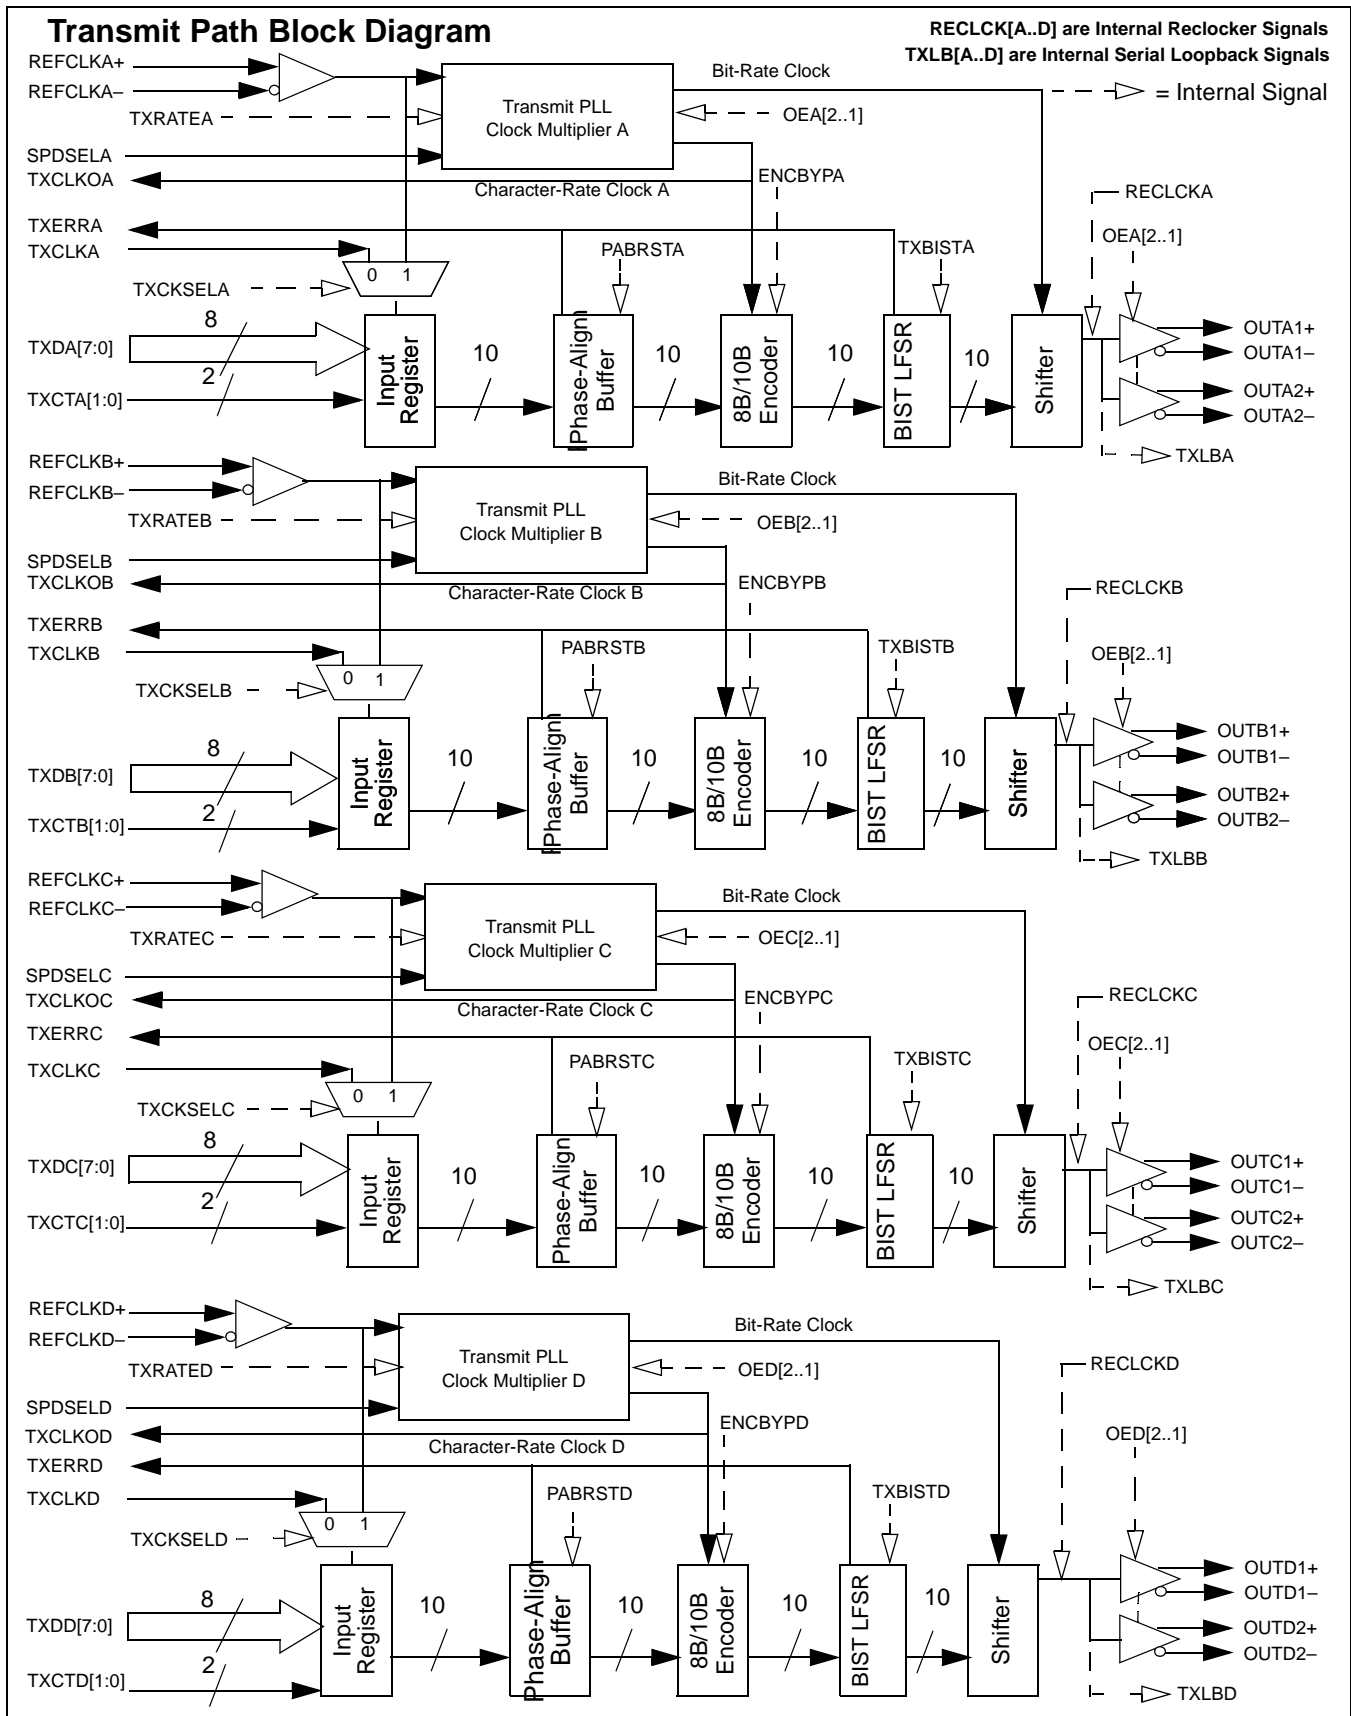 Transmit Path Block Diagram
RECLCK[A..D] are Internal Reclocker Signals
TXLB[A..D] are Internal Serial Loopback Signals
= Internal Signal
REFCLKA+
REFCLKA–
TXRATEA
SPDSELA
TXCLKOA
Transmit PLL
Clock Multiplier A
Bit-Rate Clock
OEA[2..1]
Character-Rate Clock A
ENCBYPA
RECLCKA
OEA[2..1]
TXERRA
TXCLKA
TXCKSELA
0 1
PABRSTA
TXBISTA
TXDA[7:0]
8
TXCTA[1:0]
2
Input
Register
10
Phase-Align
Buffer
10
8B/10B
Encoder
10
BIST LFSR
10
Shifter
OUTA1+
OUTA1–
OUTA2+
OUTA2–
TXLBA
REFCLKB+
REFCLKB–
TXRATEB
SPDSELB
TXCLKOB
Transmit PLL
Clock Multiplier B
Bit-Rate Clock
OEB[2..1]
Character-Rate Clock B
ENCBYPB
RECLCKB
OEB[2..1]
TXERRB
TXCLKB
TXCKSELB
0 1
PABRSTB
TXBISTB
TXDB[7:0]
8
TXCTB[1:0]
2
Input
Register
10
Phase-Align
Buffer
10
8B/10B
Encoder
10
BIST LFSR
10
Shifter
OUTB1+
OUTB1–
OUTB2+
OUTB2–
TXLBB
REFCLKC+
REFCLKC–
TXRATEC
SPDSELC
TXCLKOC
Transmit PLL
Clock Multiplier C
Bit-Rate Clock
OEC[2..1]
Character-Rate Clock C
ENCBYPC
RECLCKC
OEC[2..1]
TXERRC
TXCLKC
TXCKSELC
0 1
PABRSTC
TXBISTC
TXDC[7:0]
8
TXCTC[1:0]
2
Input
Register
10
Phase-Align
Buffer
10
8B/10B
Encoder
10
BIST LFSR
10
Shifter
OUTC1+
OUTC1–
OUTC2+
OUTC2–
TXLBC
REFCLKD+
REFCLKD–
TXRATED
SPDSELD
TXCLKOD
Transmit PLL
Clock Multiplier D
Bit-Rate Clock
OED[2..1]
Character-Rate Clock D
ENCBYPD
RECLCKD
OED[2..1]
TXERRD
TXCLKD
TXCKSELD
0 1
PABRSTD
TXBISTD
TXDD[7:0]
8
TXCTD[1:0]
2
Input
Register
10
Phase-Align
Buffer
10
8B/10B
Encoder
10
BIST LFSR
10
Shifter
OUTD1+
OUTD1–
OUTD2+
OUTD2–
TXLBD